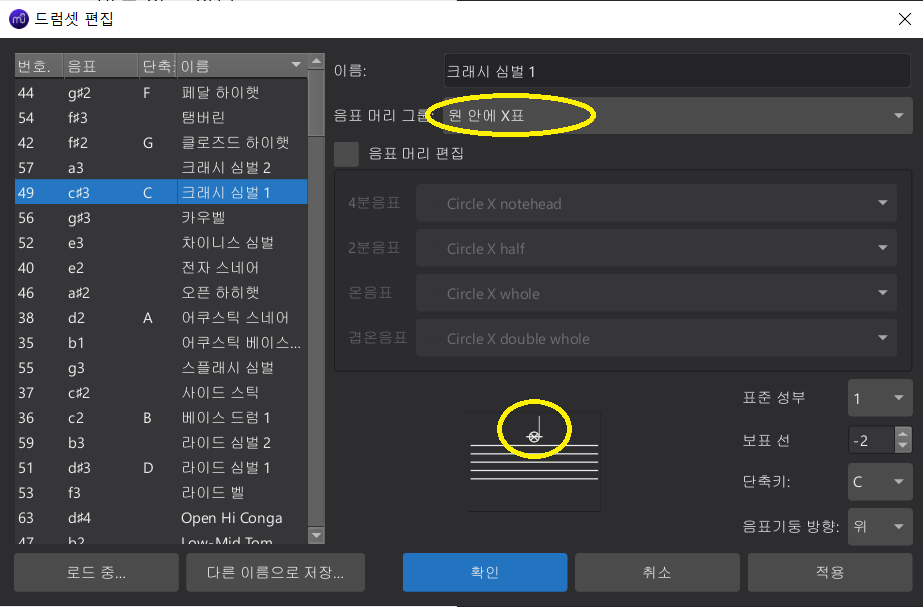 드럼셋 편집
번호. 음표 단축 이름
44 g♯2 F 페달 하이햇
54 f♯3 탬버린
42 f♯2 G 클로즈드 하이햇
57 a3 크래시 심벌 2
49 c♯3 C 크래시 심벌 1
56 g♯3 카우벨
52 e3 차이니스 심벌
40 e2 전자 스네어
46 a♯2 오픈 하히햇
38 d2 A 어쿠스틱 스네어
35 b1 어쿠스틱 베이스...
55 g3 스플래시 심벌
37 c♯2 사이드 스틱
36 c2 B 베이스 드럼 1
59 b3 라이드 심벌 2
51 d♯3 D 라이드 심벌 1
53 f3 라이드 벨
63 d♯4 Open Hi Conga
47 b2 Low-Mid Tom
이름: 크래시 심벌 1
음표 머리 그룹: 원 안에 X표
음표 머리 편집
4분음표 Circle X notehead
2분음표 Circle X half
온음표 Circle X whole
겹온음표 Circle X double whole
표준 성부 1
보표 선 -2
단축키: C
음표기둥 방향: 위
로드 중...
다른 이름으로 저장...
확인
취소
적용